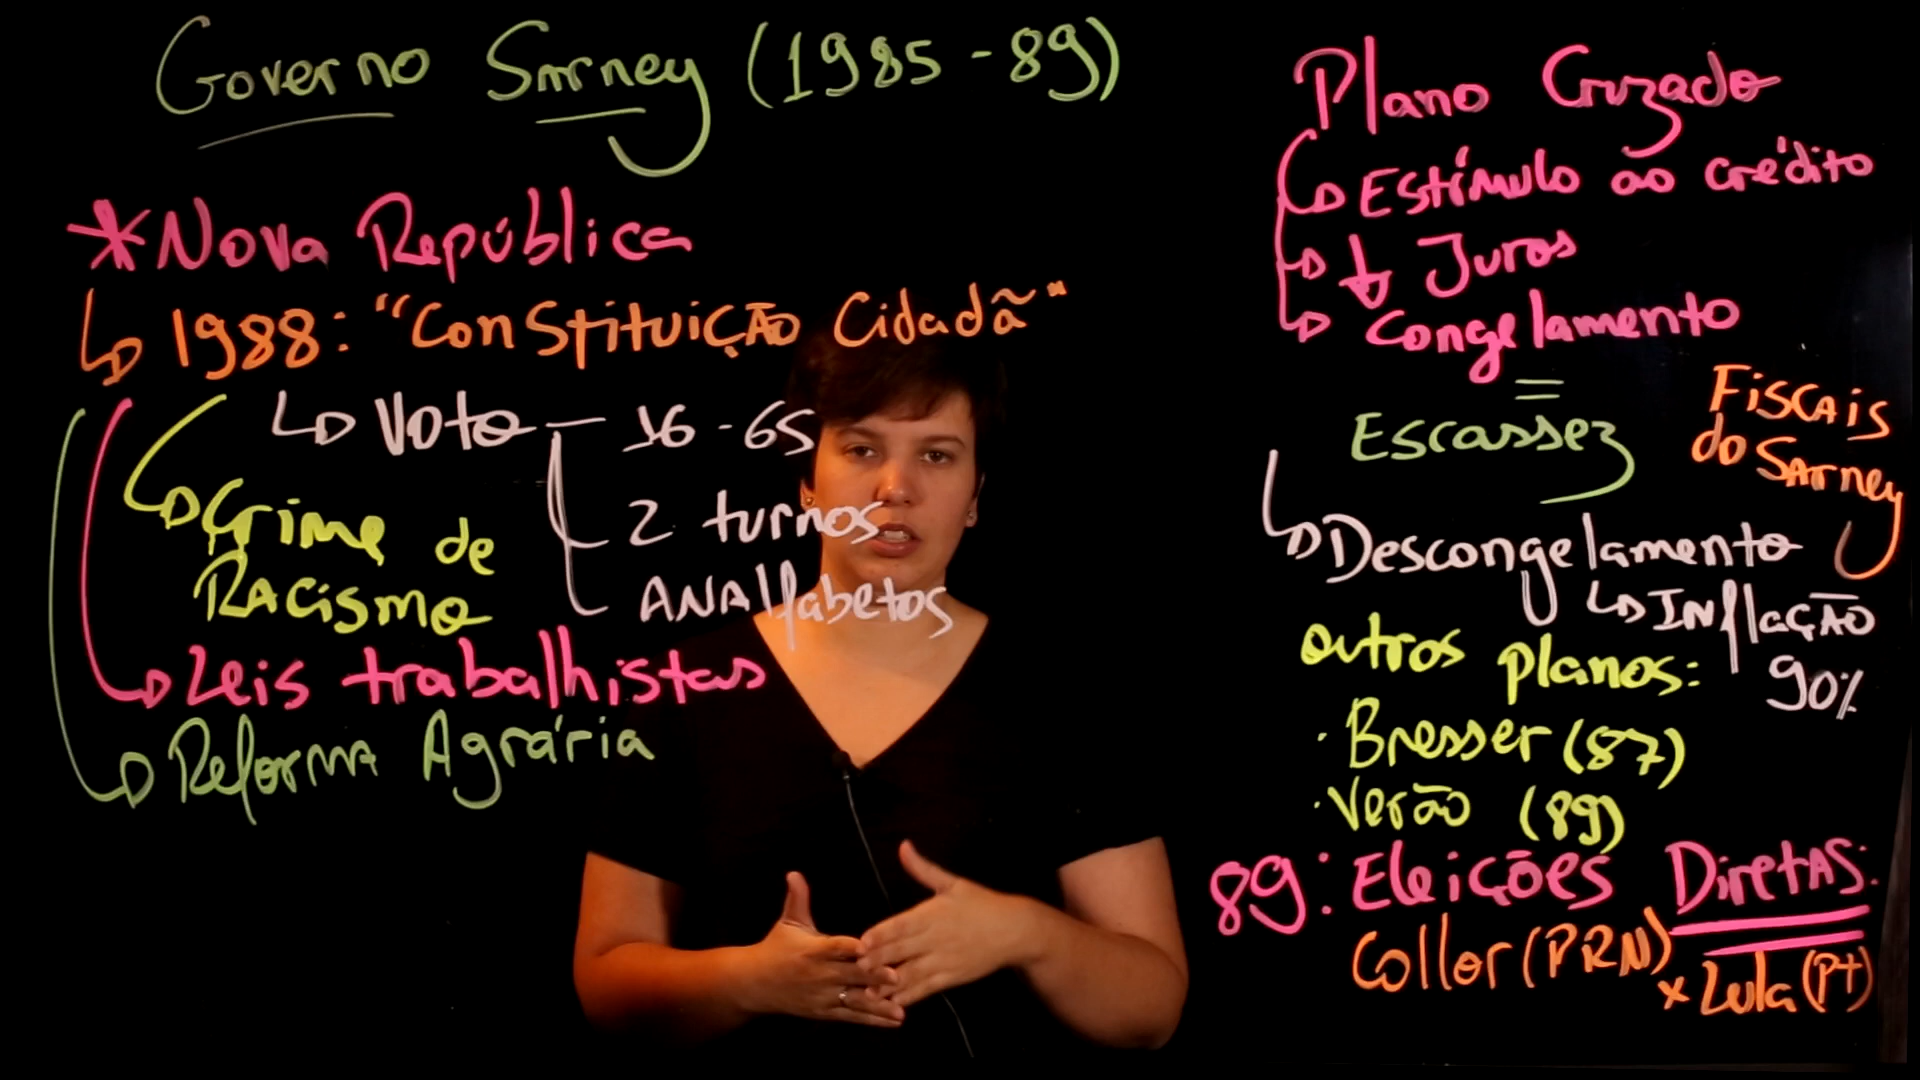 Governo Sarney (1985-89)
*Nova República
1988: "Constituição Cidadã"
Voto - 16-65
2 turnos
Analfabetos
Crime de
Racismo
Leis trabalhistas
Reforma Agrária
Plano Cruzado
Estímulo ao crédito
↓ Juros
Congelamento
=
Escassez
Fiscais
do Sarney
Descongelamento
Inflação
90%
outros planos:
· Bresser (87)
· Verão (89)
89: Eleições Diretas:
Collor (PRN)
x Lula (PT)